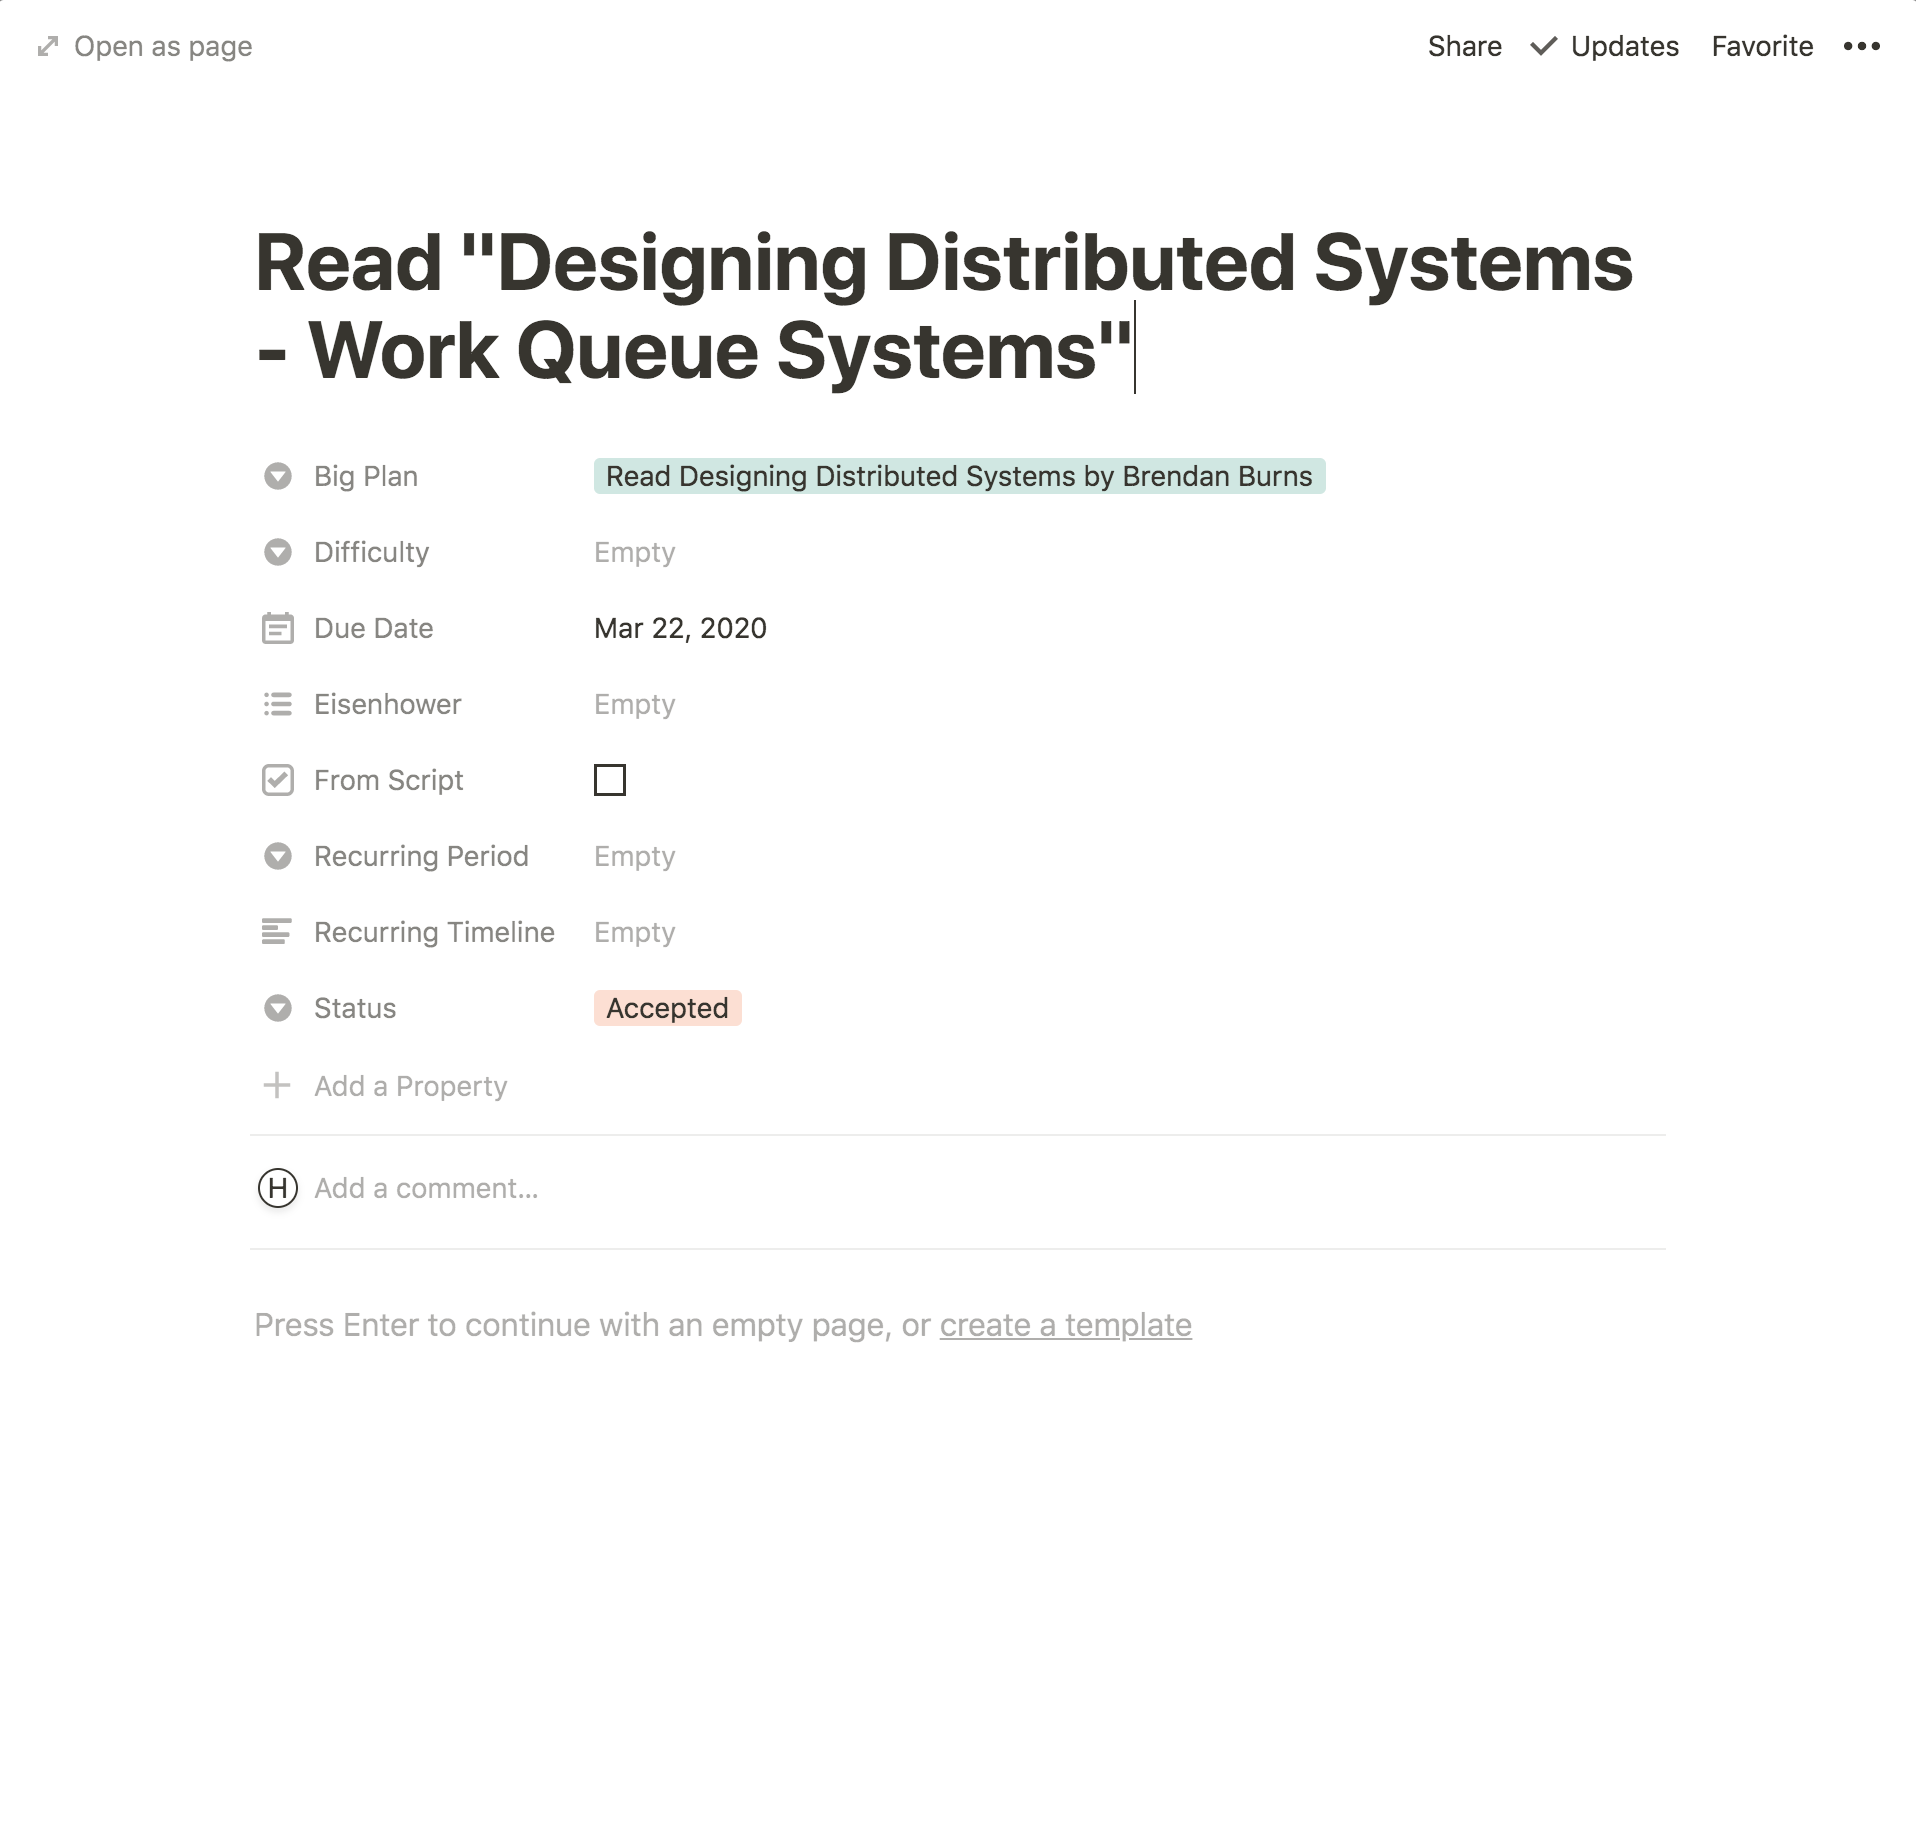 Open as page Share Updates Favorite •••
Read "Designing Distributed Systems
- Work Queue Systems"
Big Plan Read Designing Distributed Systems by Brendan Burns
Difficulty Empty
Due Date Mar 22, 2020
Eisenhower Empty
From Script
Recurring Period Empty
Recurring Timeline Empty
Status Accepted
Add a Property
H Add a comment...
Press Enter to continue with an empty page, or create a template